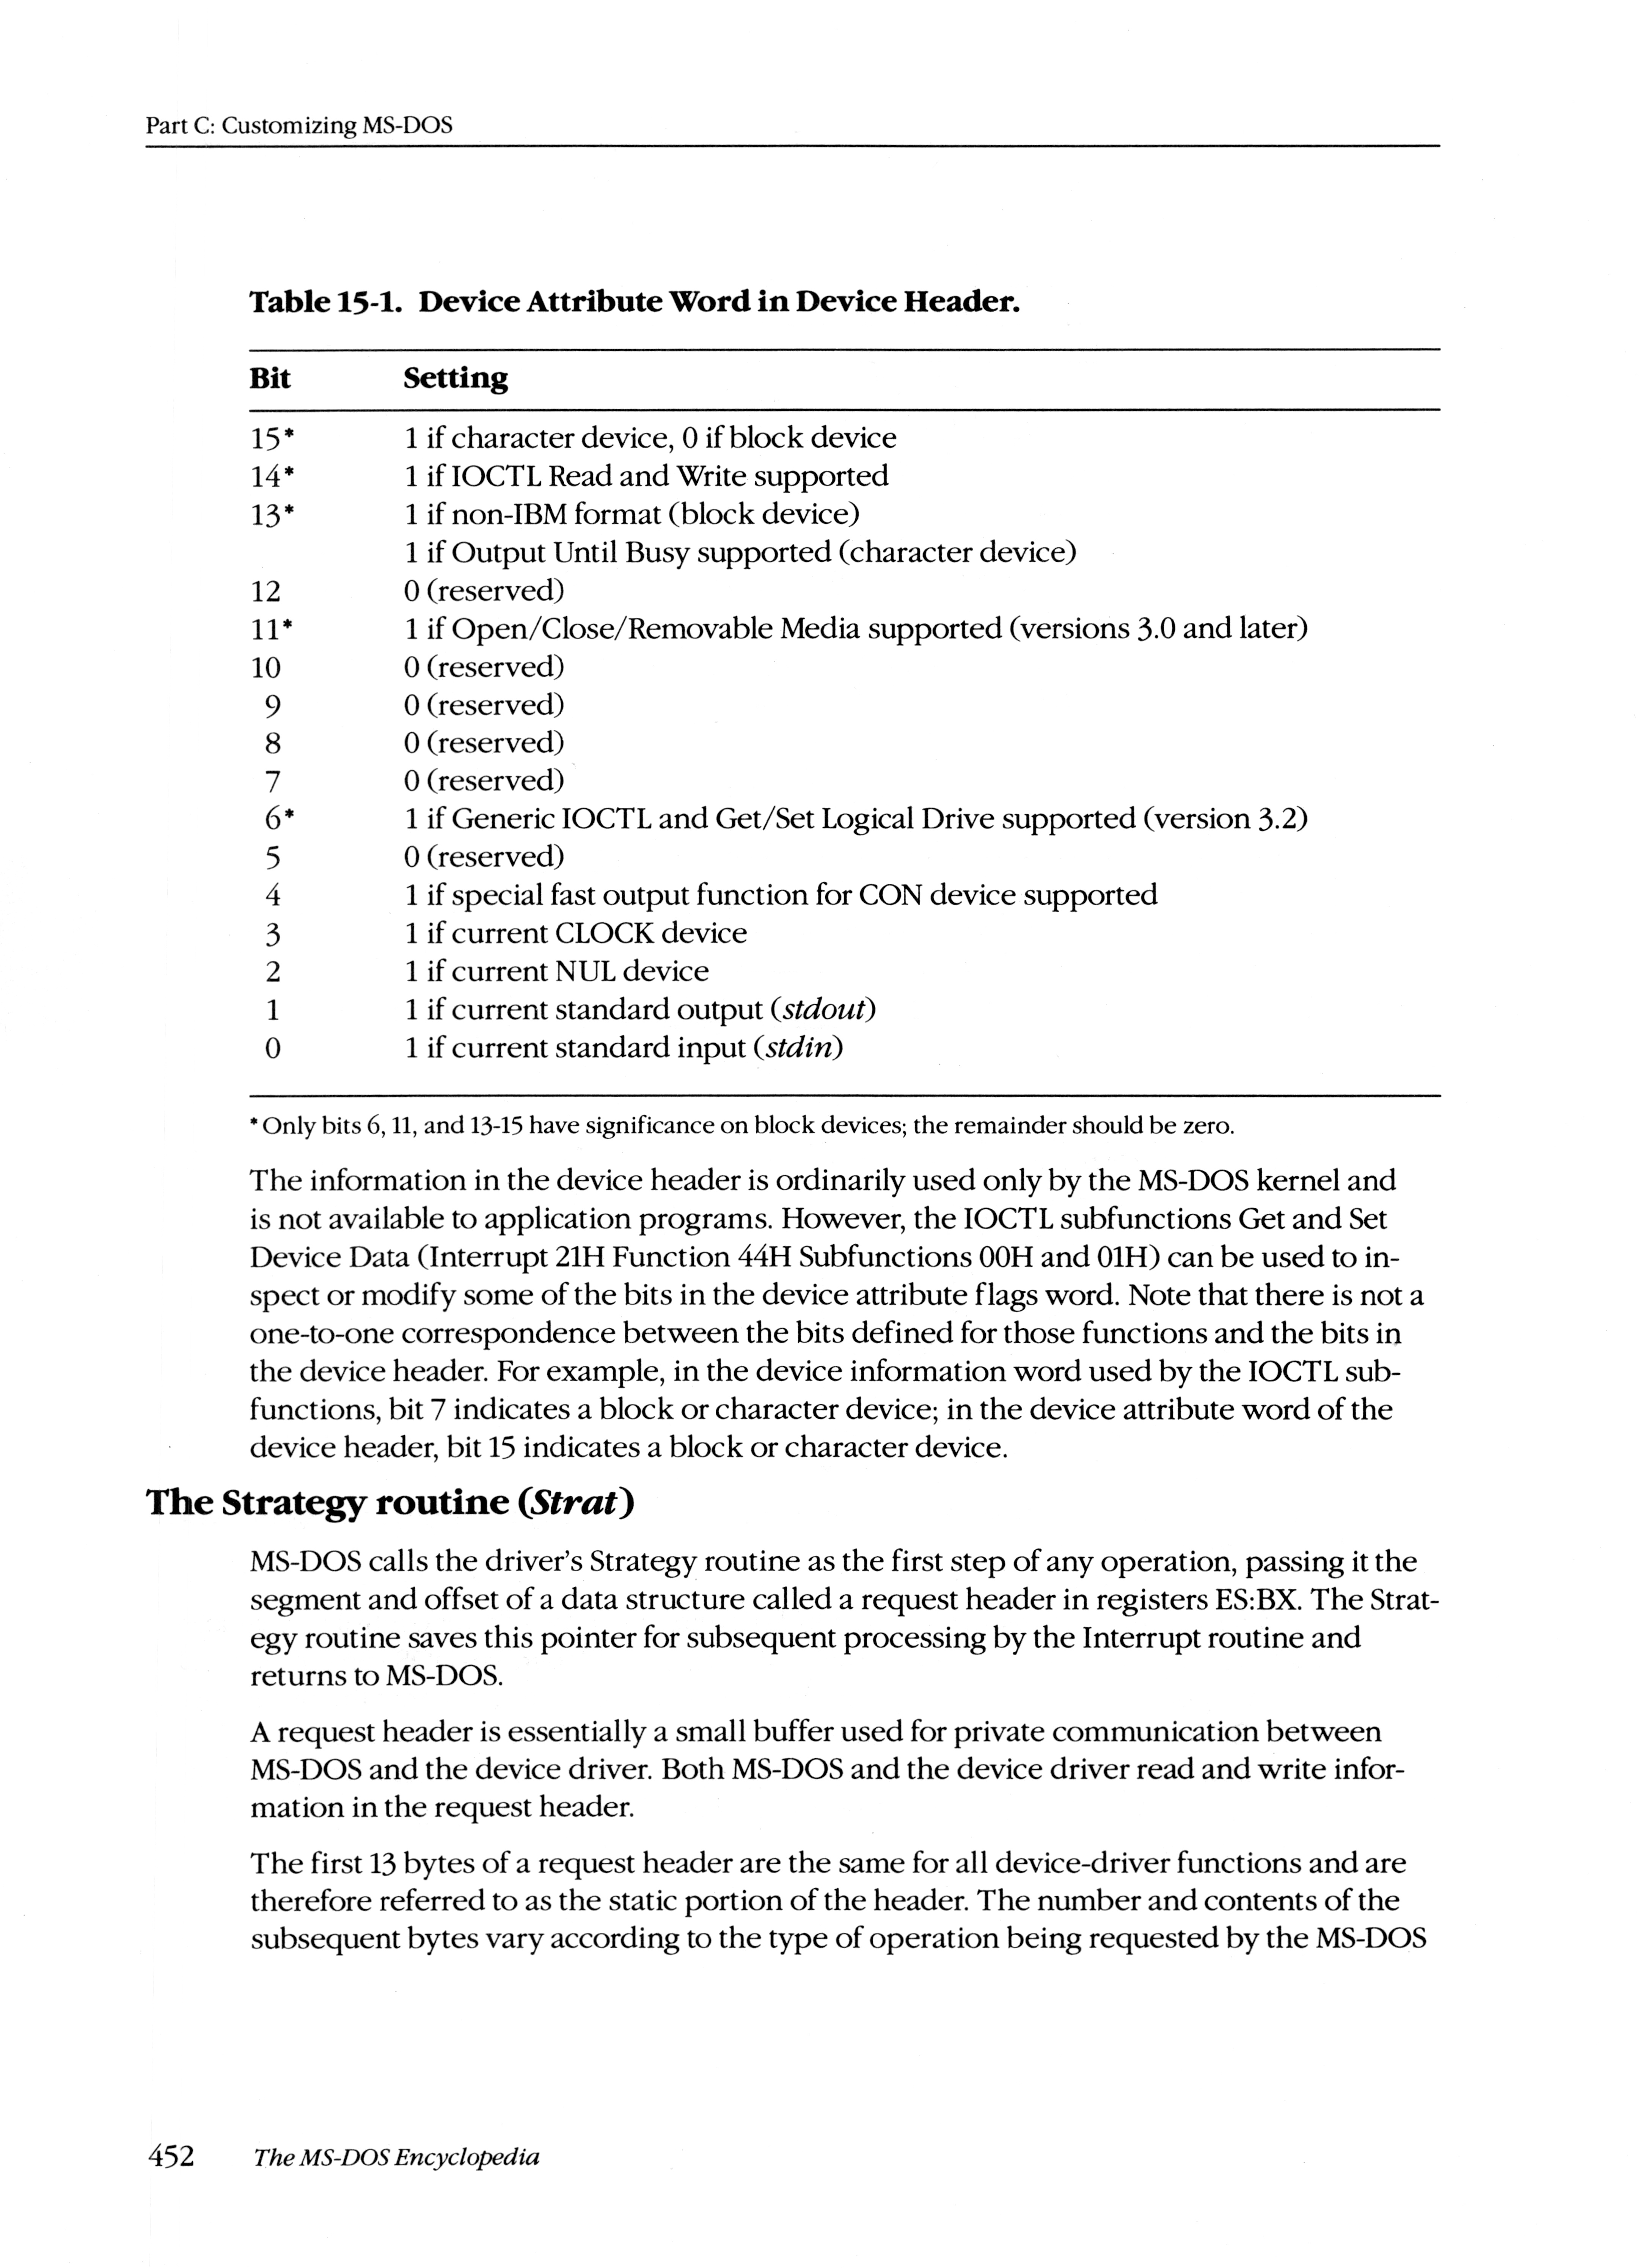 Part C: Customizing MS-DOS
Table 15-1. Device Attribute Word in Device Header.
Bit Setting
15* 1 if character device, 0 if block device
14* 1 if IOCTL Read and Write supported
13* 1 if non-IBM format (block device)
1 if Output Until Busy supported (character device)
12 0 (reserved)
11* 1 if Open/Close/Removable Media supported (versions 3.0 and later)
10 0 (reserved)
9 0 (reserved)
8 0 (reserved)
7 0 (reserved)
6* 1 if Generic IOCTL and Get/Set Logical Drive supported (version 3.2)
5 0 (reserved)
4 1 if special fast output function for CON device supported
3 1 if current CLOCK device
2 1 if current NUL device
1 1 if current standard output (stdout)
0 1 if current standard input (stdin)
* Only bits 6, 11, and 13-15 have significance on block devices; the remainder should be zero.
The information in the device header is ordinarily used only by the MS-DOS kernel and
is not available to application programs. However, the IOCTL subfunctions Get and Set
Device Data (Interrupt 21H Function 44H Subfunctions 00H and 01H) can be used to in-
spect or modify some of the bits in the device attribute flags word. Note that there is not a
one-to-one correspondence between the bits defined for those functions and the bits in
the device header. For example, in the device information word used by the IOCTL sub-
functions, bit 7 indicates a block or character device; in the device attribute word of the
device header, bit 15 indicates a block or character device.
The Strategy routine (Strat)
MS-DOS calls the driver's Strategy routine as the first step of any operation, passing it the
segment and offset of a data structure called a request header in registers ES:BX. The Strat-
egy routine saves this pointer for subsequent processing by the Interrupt routine and
returns to MS-DOS.
A request header is essentially a small buffer used for private communication between
MS-DOS and the device driver. Both MS-DOS and the device driver read and write infor-
mation in the request header.
The first 13 bytes of a request header are the same for all device-driver functions and are
therefore referred to as the static portion of the header. The number and contents of the
subsequent bytes vary according to the type of operation being requested by the MS-DOS
452 The MS-DOS Encyclopedia